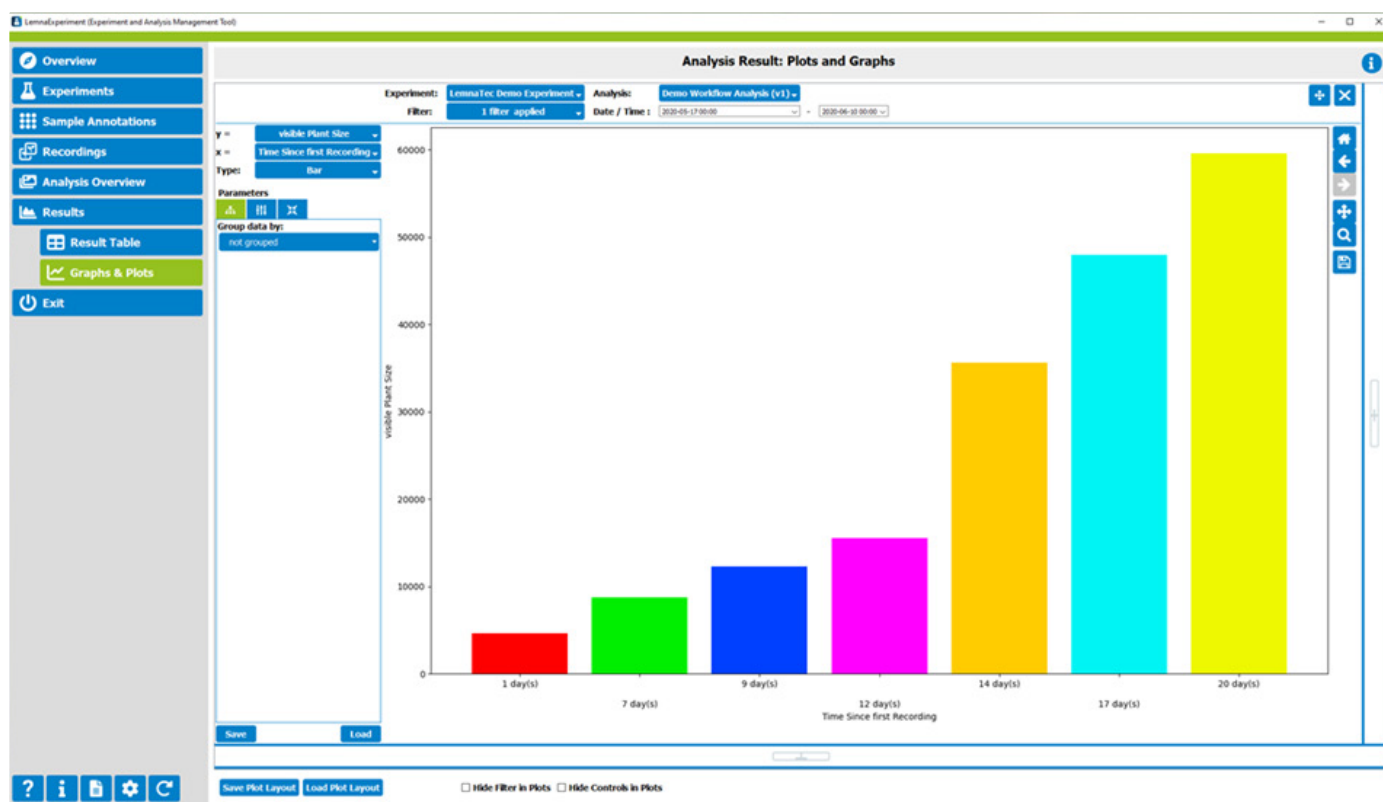 LemnaExperiment (Experiment and Analysis Management Tool)
Overview
Experiments
Sample Annotations
Recordings
Analysis Overview
Results
Result Table
Graphs & Plots
Exit
Analysis Result: Plots and Graphs
Experiment: LemnaTec Demo Experiment Analysis: Demo Workflow Analysis (v1)
Filter: 1 filter applied Date / Time : 2020-05-17 00:00 - 2020-06-10 00:00
y = visible Plant Size
x = Time Since first Recording
Type: Bar
Parameters
Group data by:
not grouped
Save Load
60000
50000
40000
30000
20000
10000
0
visible Plant Size
1 day(s) 9 day(s) 14 day(s) 20 day(s)
7 day(s) 12 day(s) 17 day(s)
Time Since first Recording
Save Plot Layout Load Plot Layout Hide Filter in Plots Hide Controls in Plots